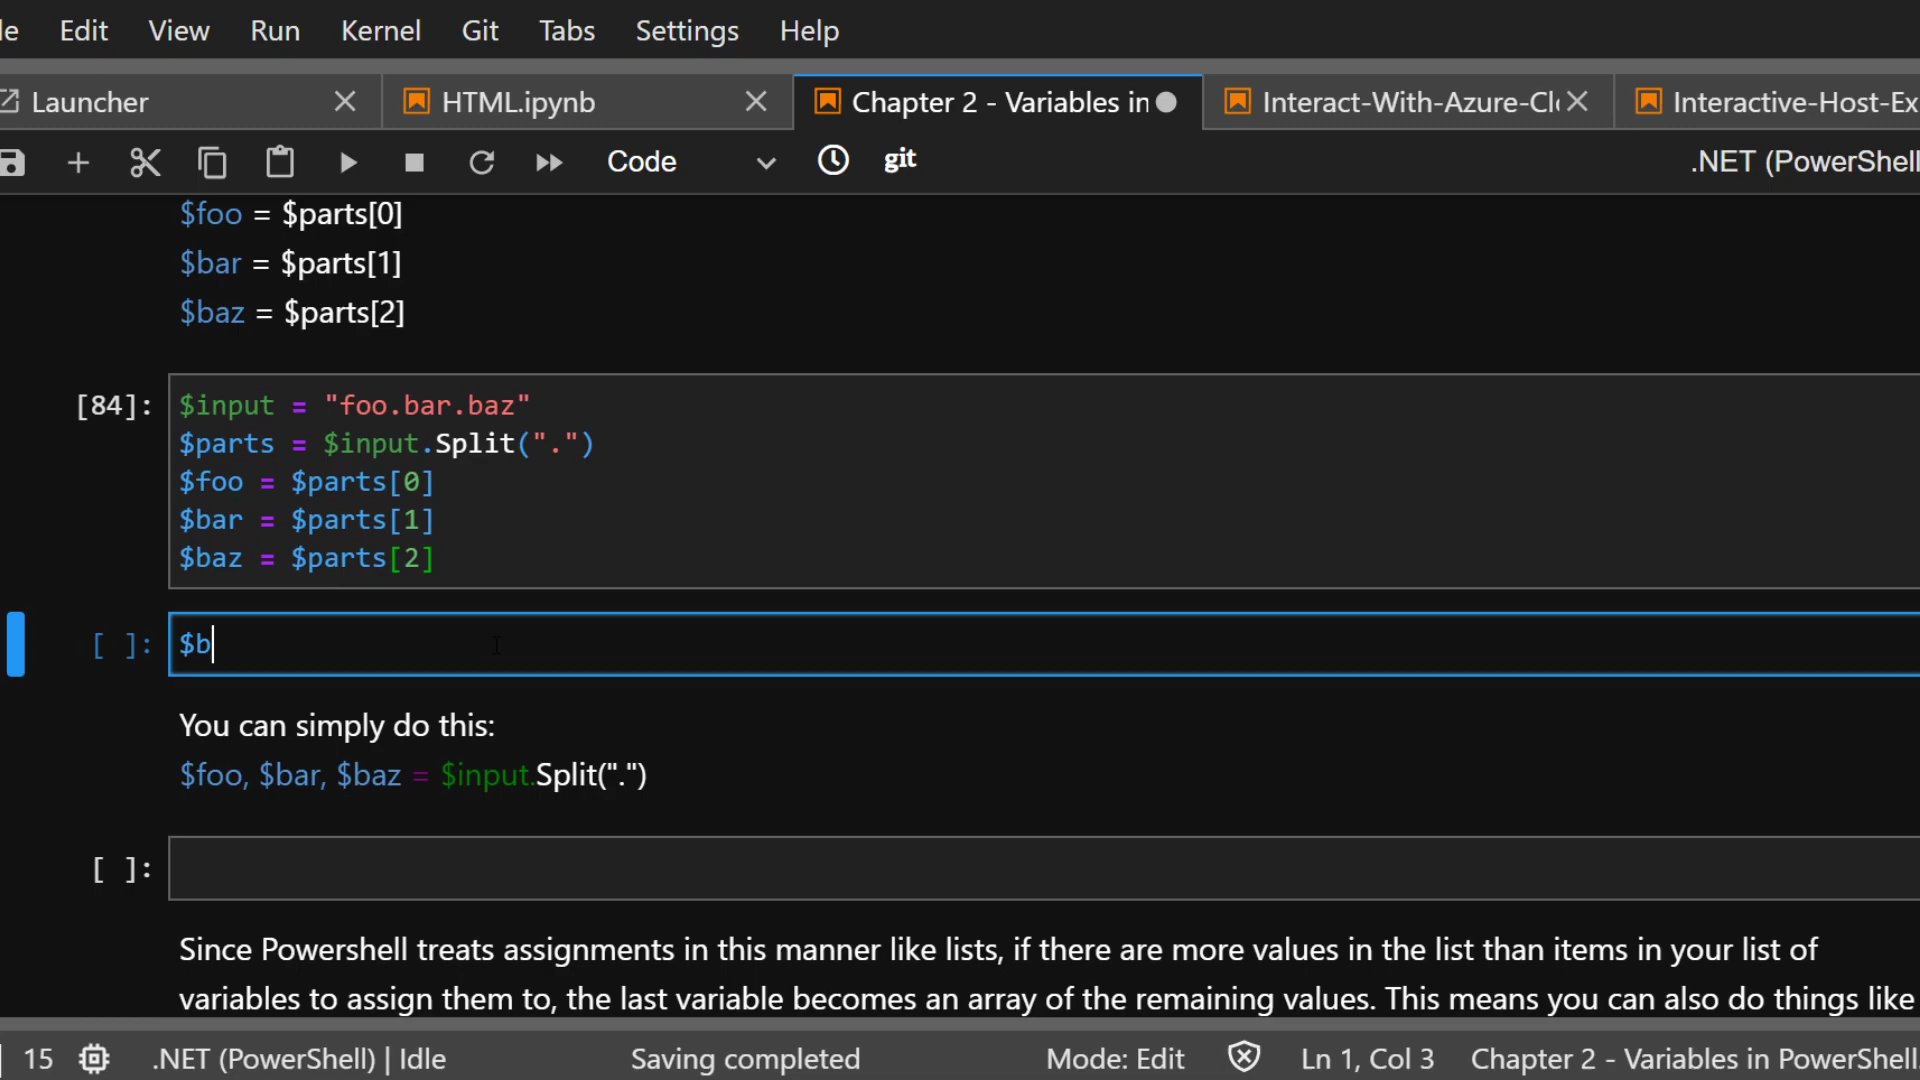 le Edit View Run Kernel Git Tabs Settings Help
Launcher HTML.ipynb Chapter 2 - Variables in Interact-With-Azure-Cl Interactive-Host-Ex
Code git .NET (PowerShell
$foo = $parts[0]
$bar = $parts[1]
$baz = $parts[2]
[84]: $input = "foo.bar.baz"
$parts = $input.Split(".")
$foo = $parts[0]
$bar = $parts[1]
$baz = $parts[2]
[ ]: $b
You can simply do this:
$foo, $bar, $baz = $input.Split(".")
[ ]:
Since Powershell treats assignments in this manner like lists, if there are more values in the list than items in your list of
variables to assign them to, the last variable becomes an array of the remaining values. This means you can also do things like
15 .NET (PowerShell) | Idle Saving completed Mode: Edit Ln 1, Col 3 Chapter 2 - Variables in PowerShell